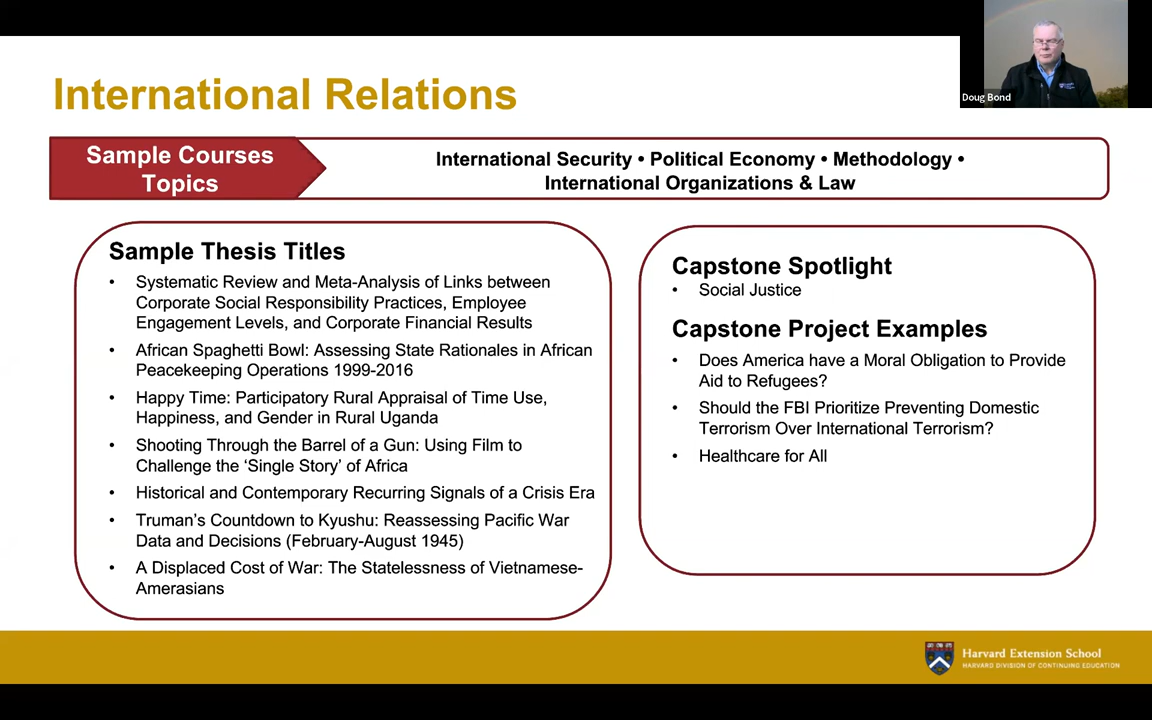 International Relations
Doug Bond
Sample Courses
Topics
International Security • Political Economy • Methodology •
International Organizations & Law
Sample Thesis Titles
• Systematic Review and Meta-Analysis of Links between
Corporate Social Responsibility Practices, Employee
Engagement Levels, and Corporate Financial Results
• African Spaghetti Bowl: Assessing State Rationales in African
Peacekeeping Operations 1999-2016
• Happy Time: Participatory Rural Appraisal of Time Use,
Happiness, and Gender in Rural Uganda
• Shooting Through the Barrel of a Gun: Using Film to
Challenge the ‘Single Story’ of Africa
• Historical and Contemporary Recurring Signals of a Crisis Era
• Truman’s Countdown to Kyushu: Reassessing Pacific War
Data and Decisions (February-August 1945)
• A Displaced Cost of War: The Statelessness of Vietnamese-
Amerasians
Capstone Spotlight
• Social Justice
Capstone Project Examples
• Does America have a Moral Obligation to Provide
Aid to Refugees?
• Should the FBI Prioritize Preventing Domestic
Terrorism Over International Terrorism?
• Healthcare for All
Harvard Extension School
HARVARD DIVISION OF CONTINUING EDUCATION